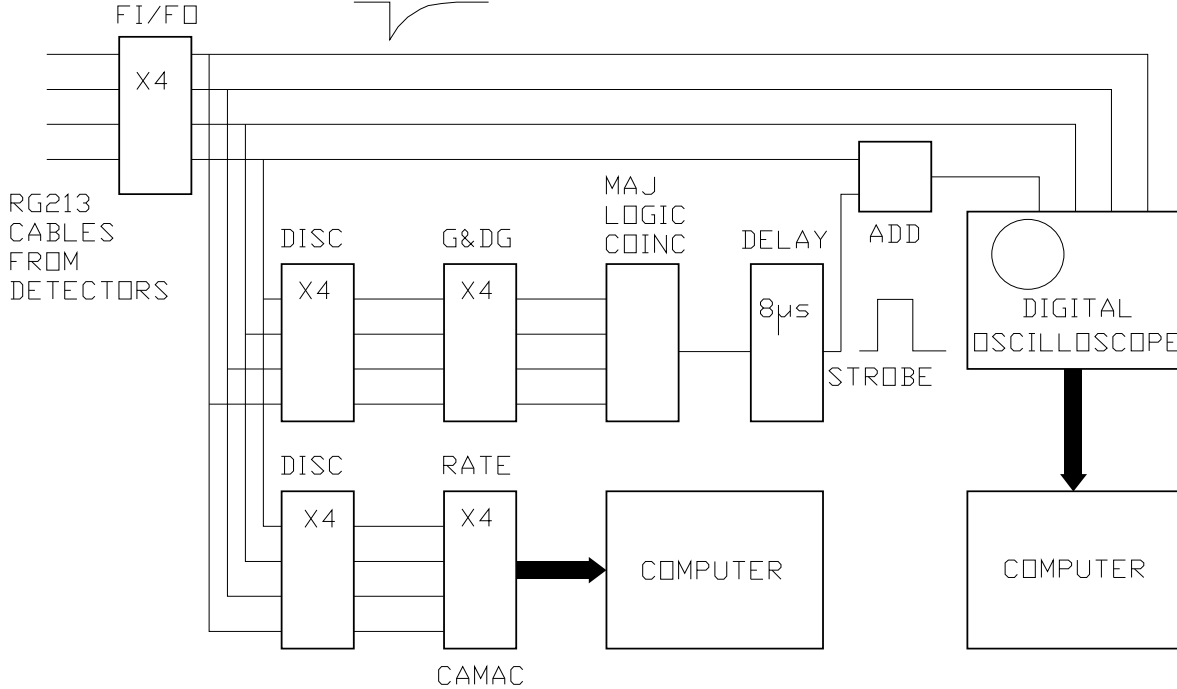 FI/FO
X4
RG213
CABLES
FROM
DETECTORS
DISC
X4
G&DG
X4
MAJ
LOGIC
COINC
DELAY
8µs
ADD
STROBE
DIGITAL
OSCILLOSCOPE
DISC
X4
RATE
X4
CAMAC
COMPUTER
COMPUTER